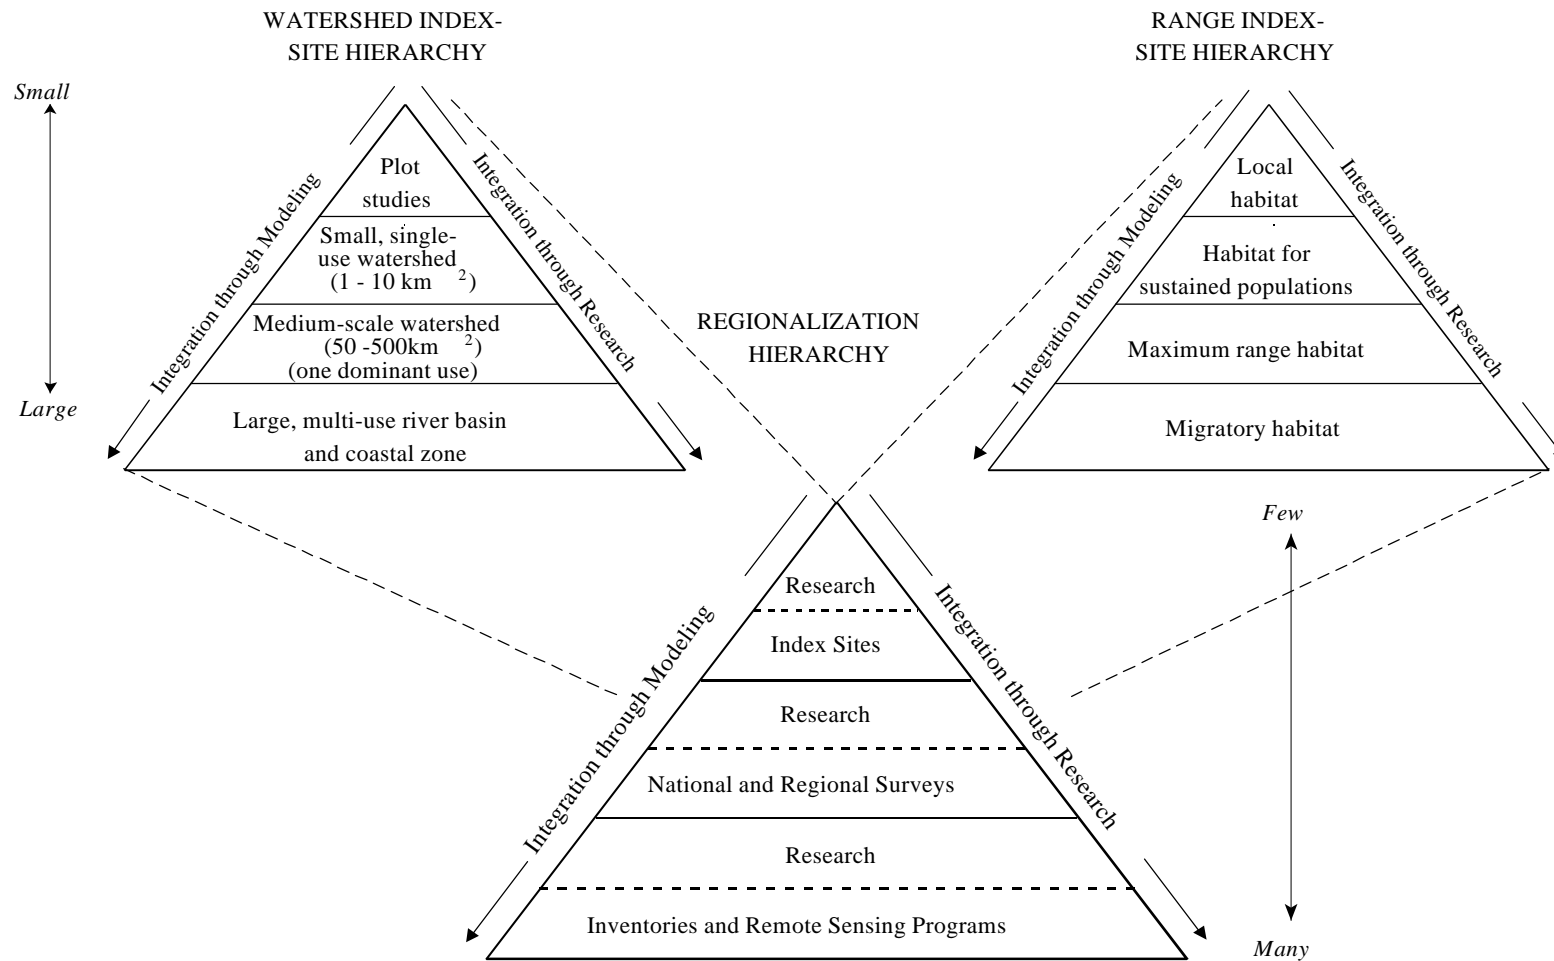 WATERSHED INDEX-
SITE HIERARCHY
RANGE INDEX-
SITE HIERARCHY
Small
Large
Integration through Modeling
Integration through Research
Plot
studies
Small, single-
use watershed
(1 - 10 km 2)
Medium-scale watershed
(50 -500km 2)
(one dominant use)
Large, multi-use river basin
and coastal zone
Integration through Modeling
Integration through Research
Local
habitat
Habitat for
sustained populations
Maximum range habitat
Migratory habitat
REGIONALIZATION
HIERARCHY
Few
Many
Integration through Modeling
Integration through Research
Research
Index Sites
Research
National and Regional Surveys
Research
Inventories and Remote Sensing Programs